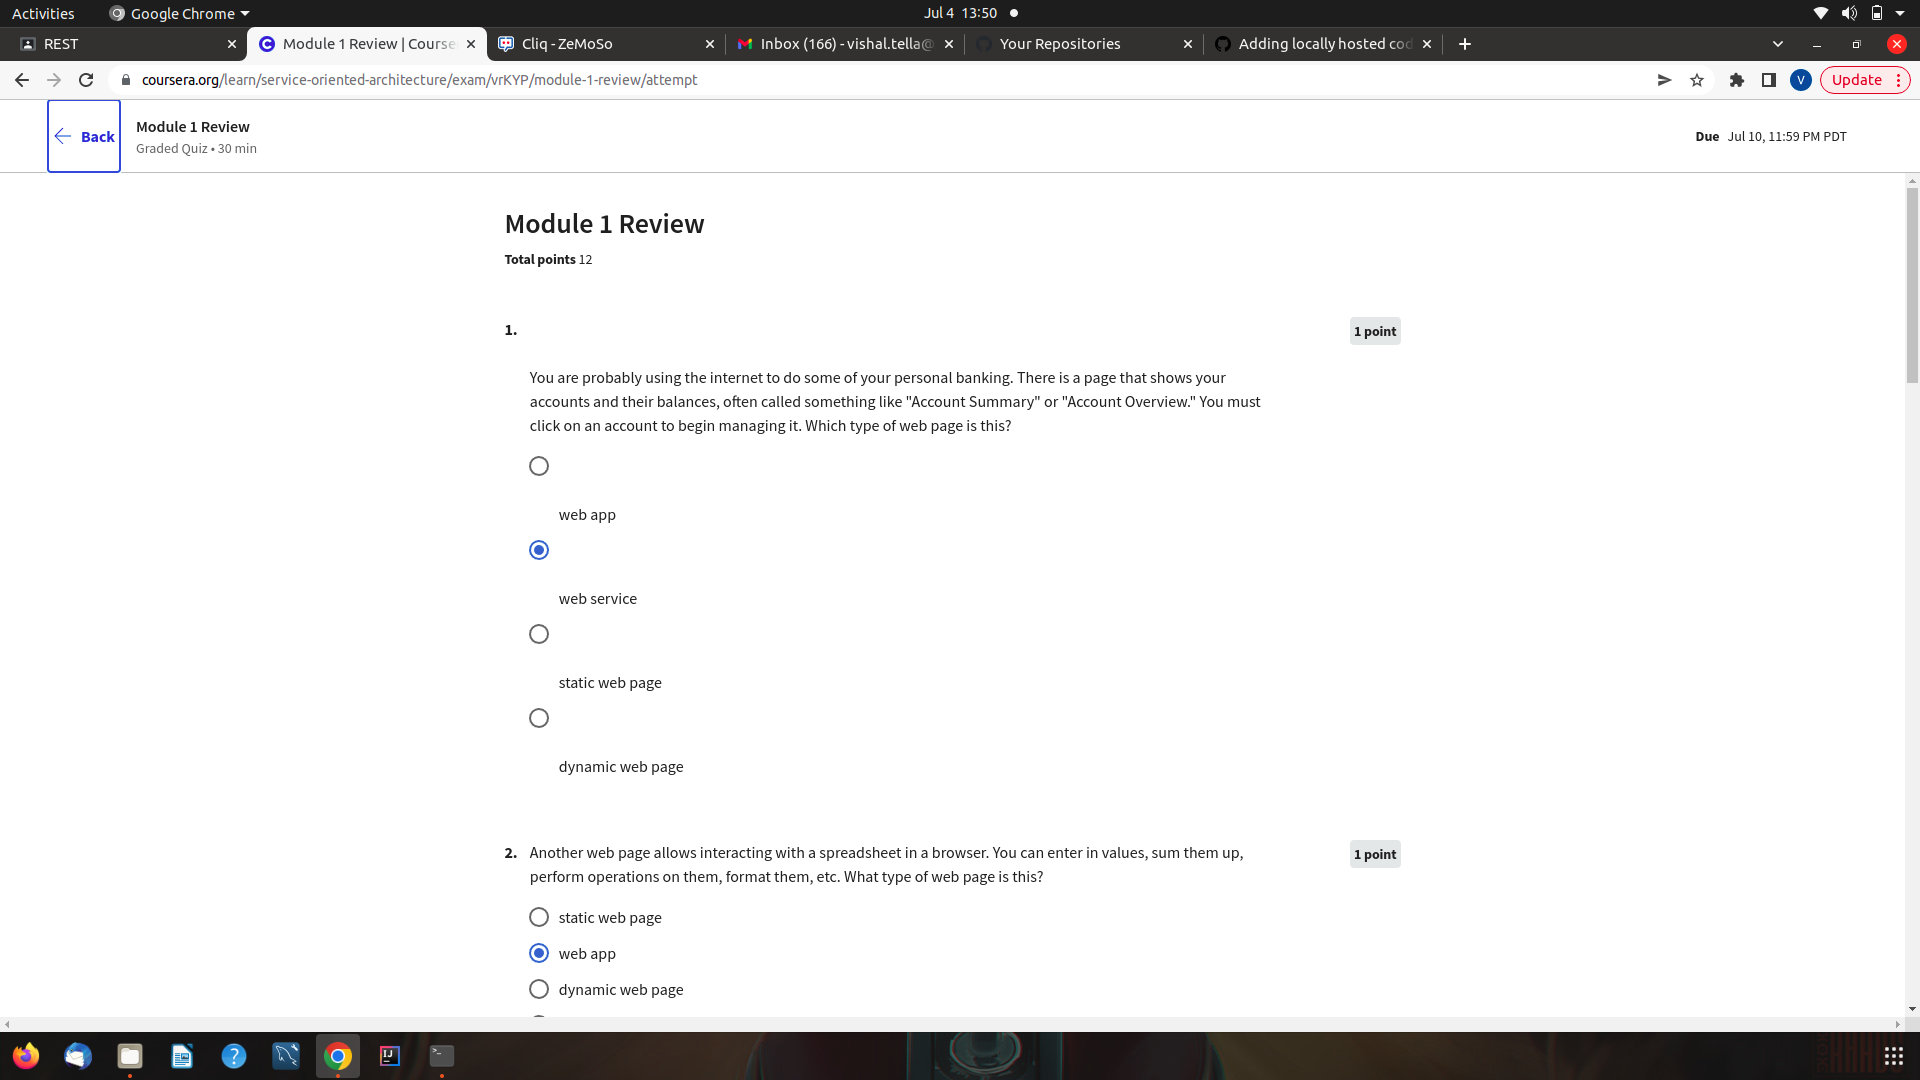 Activities
Google Chrome
Jul 4 13:50
REST
Module 1 Review | Course
Cliq - ZeMoSo
Inbox (166) - vishal.tella@
Your Repositories
Adding locally hosted cod
coursera.org/learn/service-oriented-architecture/exam/vrKYP/module-1-review/attempt
V
Update
Back
Module 1 Review
Graded Quiz • 30 min
Due Jul 10, 11:59 PM PDT
Module 1 Review
Total points 12
1.
1 point
You are probably using the internet to do some of your personal banking. There is a page that shows your
accounts and their balances, often called something like "Account Summary" or "Account Overview." You must
click on an account to begin managing it. Which type of web page is this?
web app
web service
static web page
dynamic web page
2. Another web page allows interacting with a spreadsheet in a browser. You can enter in values, sum them up,
1 point
perform operations on them, format them, etc. What type of web page is this?
static web page
web app
dynamic web page